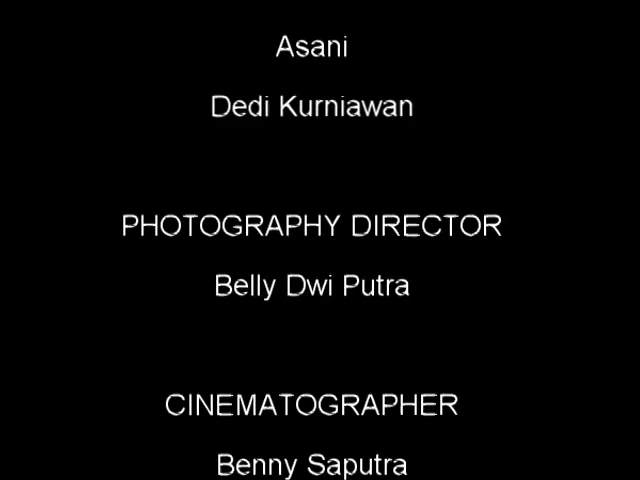 Asani
Dedi Kurniawan
PHOTOGRAPHY DIRECTOR
Belly Dwi Putra
CINEMATOGRAPHER
Benny Saputra